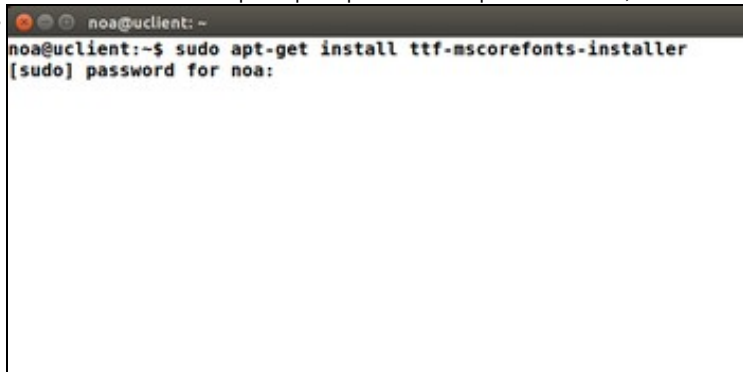 noa@uclient: ~
noa@uclient:~$ sudo apt-get install ttf-mscorefonts-installer
[sudo] password for noa: